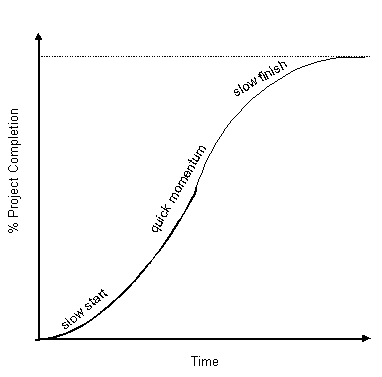 slow finish
quick momentum
slow start
% Project Completion
Time